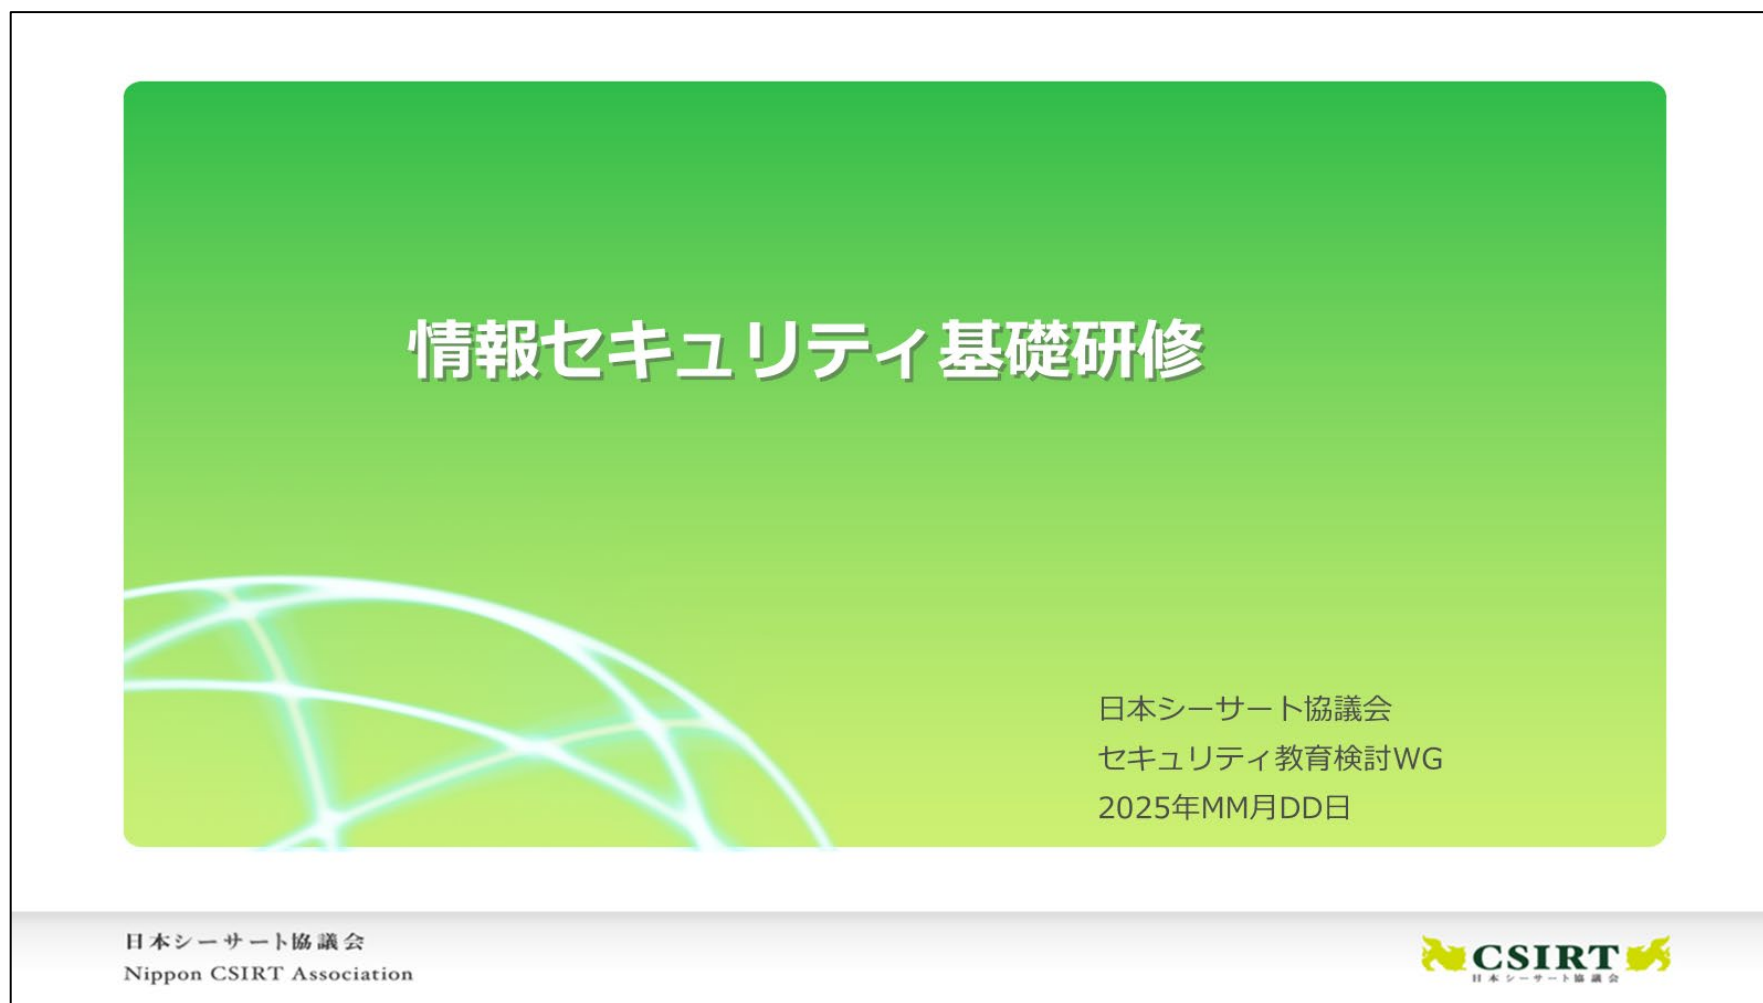 情報セキュリティ基礎研修
日本シーサート協議会
セキュリティ教育検討WG
2025年MM月DD日
日本シーサート協議会
Nippon CSIRT Association
CSIRT
日本シーサート協議会